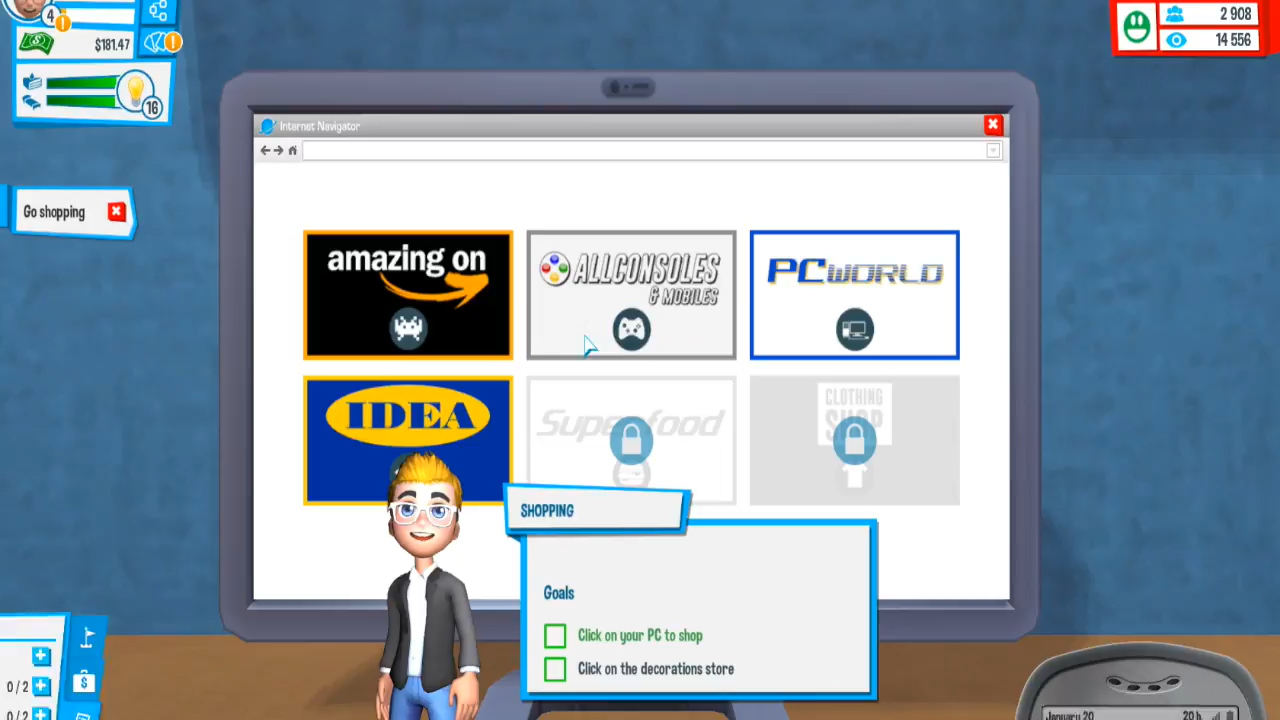 4
$181.47
16
2 908
14 556
Internet Navigator
Go shopping
amazing on
ALLCONSOLES
& MOBILES
PCWORLD
IDEA
Superfood
CLOTHING
SHOP
SHOPPING
Goals
Click on your PC to shop
Click on the decorations store
0/2
0/2
January 20
20 h